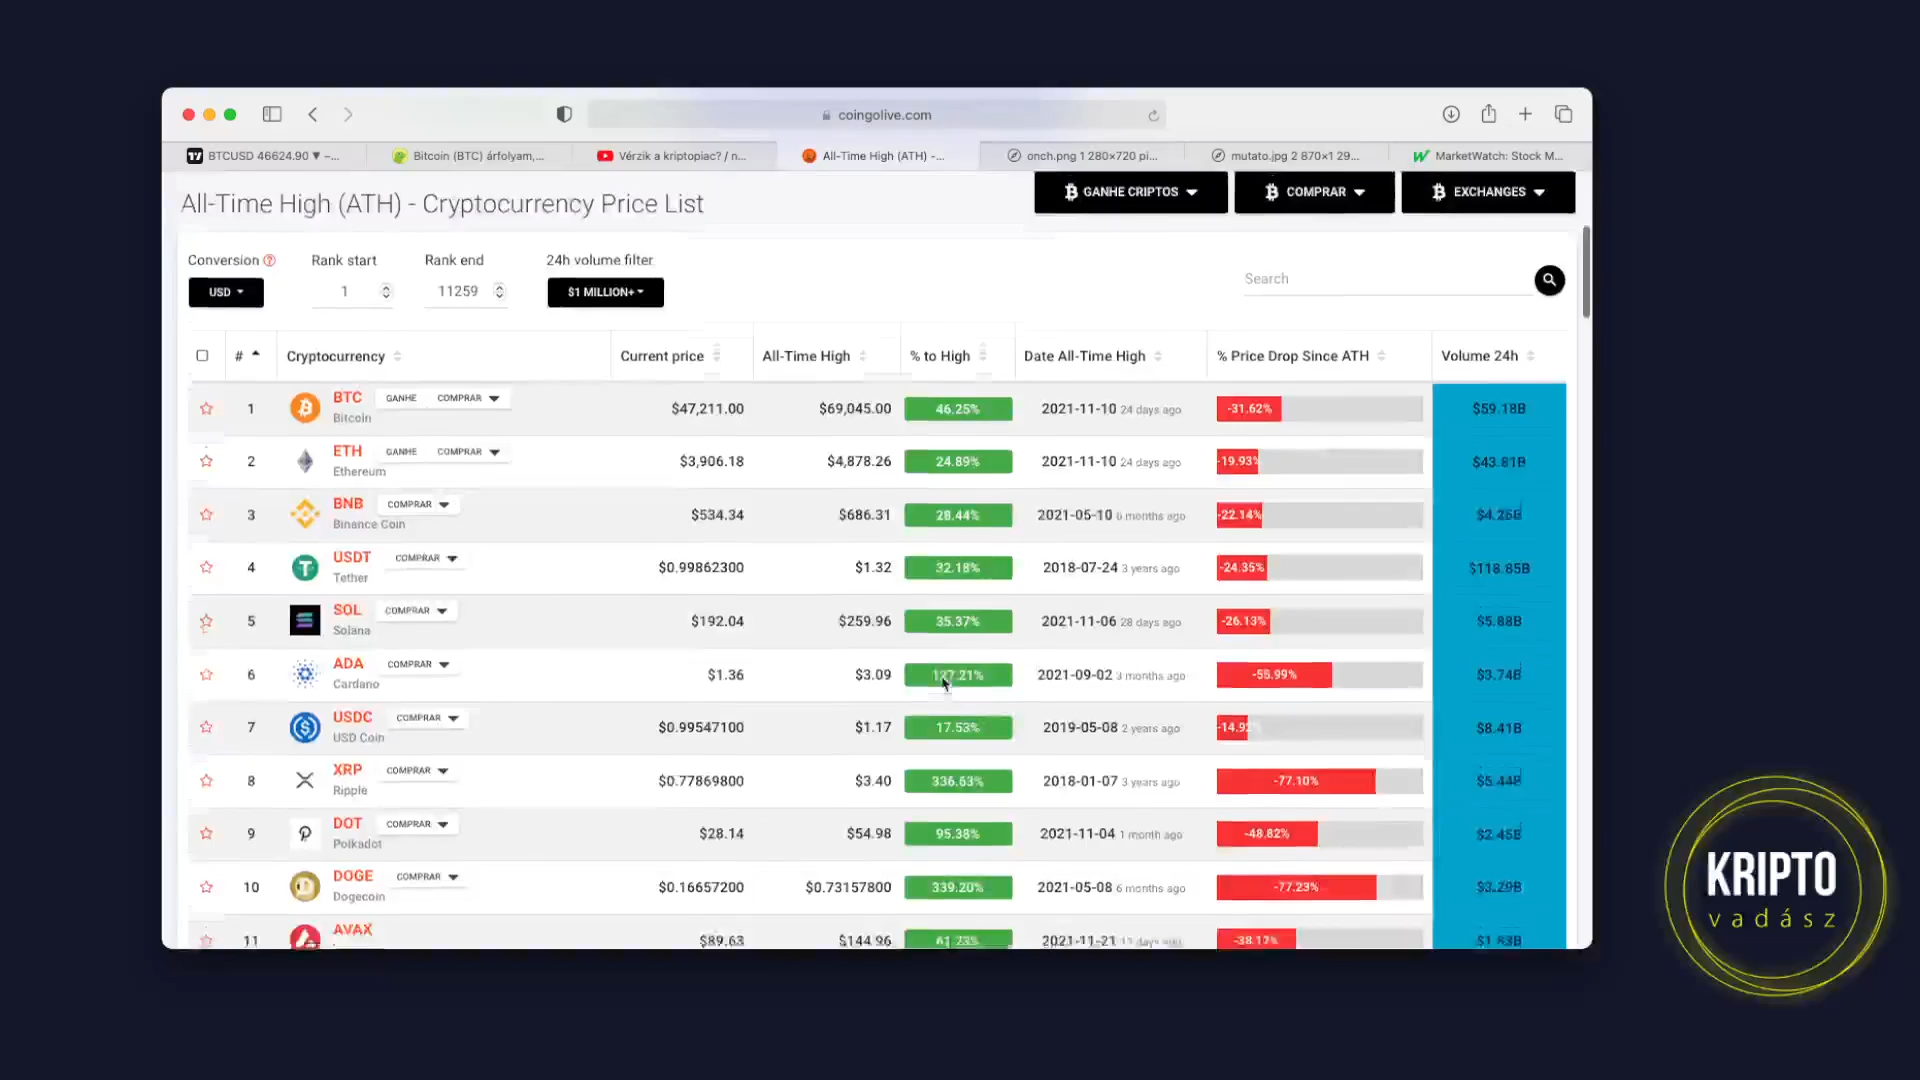 coingolive.com
BTCUSD 46624.90 ▼ –...
Bitcoin (BTC) árfolyam,...
Vérzik a kriptopiac? / n...
All-Time High (ATH) -...
onch.png 1 280×720 pi...
mutato.jpg 2 870×1 29...
MarketWatch: Stock M...
All-Time High (ATH) - Cryptocurrency Price List
GANHE CRIPTOS
COMPRAR
EXCHANGES
Conversion
Rank start
Rank end
24h volume filter
Search
USD
1
11259
$1 MILLION+
# Cryptocurrency Current price All-Time High % to High Date All-Time High % Price Drop Since ATH Volume 24h
1 BTC GANHE COMPRAR $47,211.00 $69,045.00 46.25% 2021-11-10 24 days ago -31.62% $59.18B
Bitcoin
2 ETH GANHE COMPRAR $3,906.18 $4,878.26 24.89% 2021-11-10 24 days ago -19.93% $43.81B
Ethereum
3 BNB COMPRAR $534.34 $686.31 28.44% 2021-05-10 6 months ago -22.14%
Binance Coin
4 USDT COMPRAR $0.99862300 $1.32 32.18% 2018-07-24 3 years ago -24.35% $118.85B
Tether
5 SOL COMPRAR $192.04 $259.96 35.37% 2021-11-06 28 days ago -26.13% $5.88B
Solana
6 ADA COMPRAR $1.36 $3.09 2021-09-02 3 months ago -55.99% $3.74B
Cardano
7 USDC COMPRAR $0.99547100 $1.17 17.53% 2019-05-08 2 years ago $8.41B
USD Coin
8 XRP COMPRAR $0.77869800 $3.40 336.63% 2018-01-07 3 years ago -77.10% $5.44B
Ripple
9 DOT COMPRAR $28.14 $54.98 95.38% 2021-11-04 1 month ago -48.82% $2.45B
Polkadot
10 DOGE COMPRAR $0.16657200 $0.73157800 339.20% 2021-05-08 6 months ago -77.23% $3.29B
Dogecoin
11 AVAX $89.63 $144.96 61.73% 2021-11-21 -38.17% $1.83B
KRIPTO
vadász